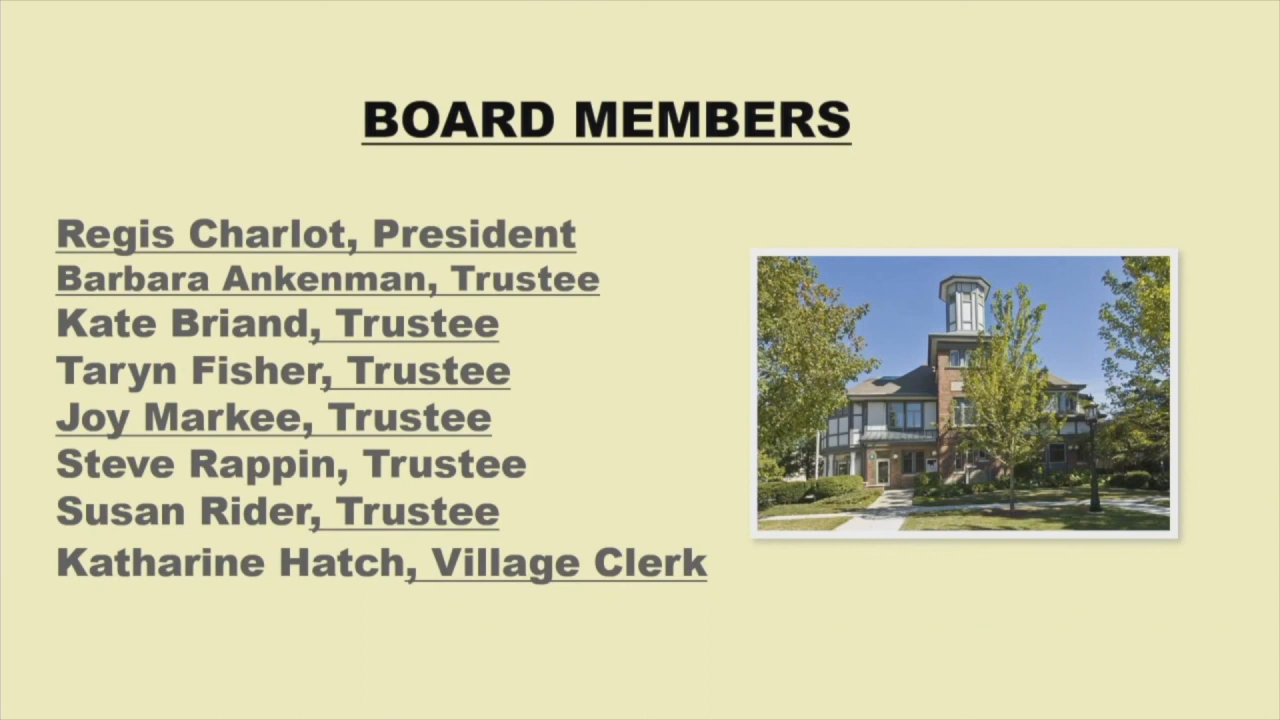 BOARD MEMBERS
Regis Charlot, President
Barbara Ankenman, Trustee
Kate Briand, Trustee
Taryn Fisher, Trustee
Joy Markee, Trustee
Steve Rappin, Trustee
Susan Rider, Trustee
Katharine Hatch, Village Clerk